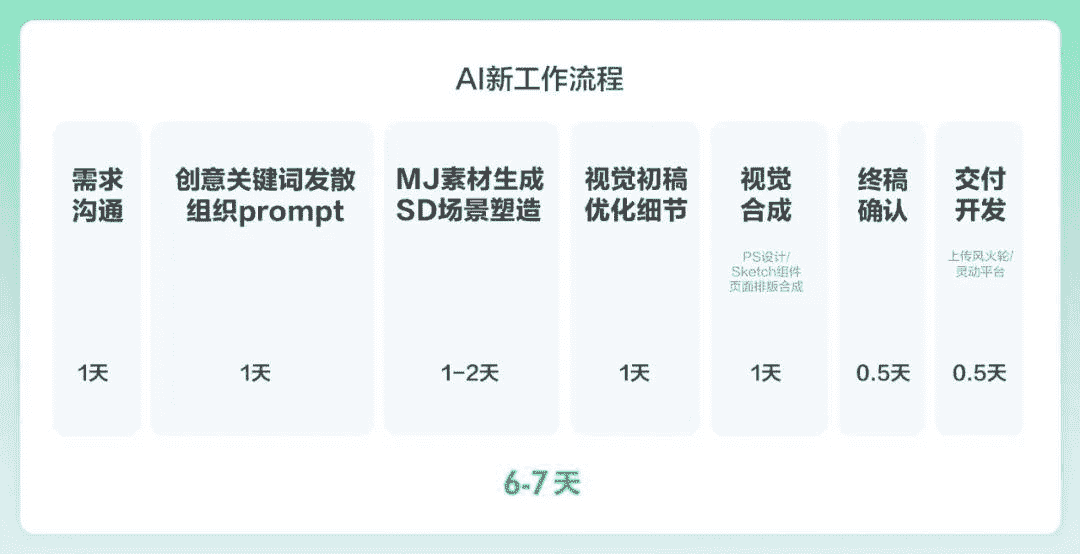 AI新工作流程
需求
沟通
1天
创意关键词发散
组织prompt
1天
MJ素材生成
SD场景塑造
1-2天
视觉初稿
优化细节
1天
视觉
合成
PS设计/
Sketch组件
页面排版合成
1天
终稿
确认
0.5天
交付
开发
上传风火轮/
灵动平台
0.5天
6-7 天